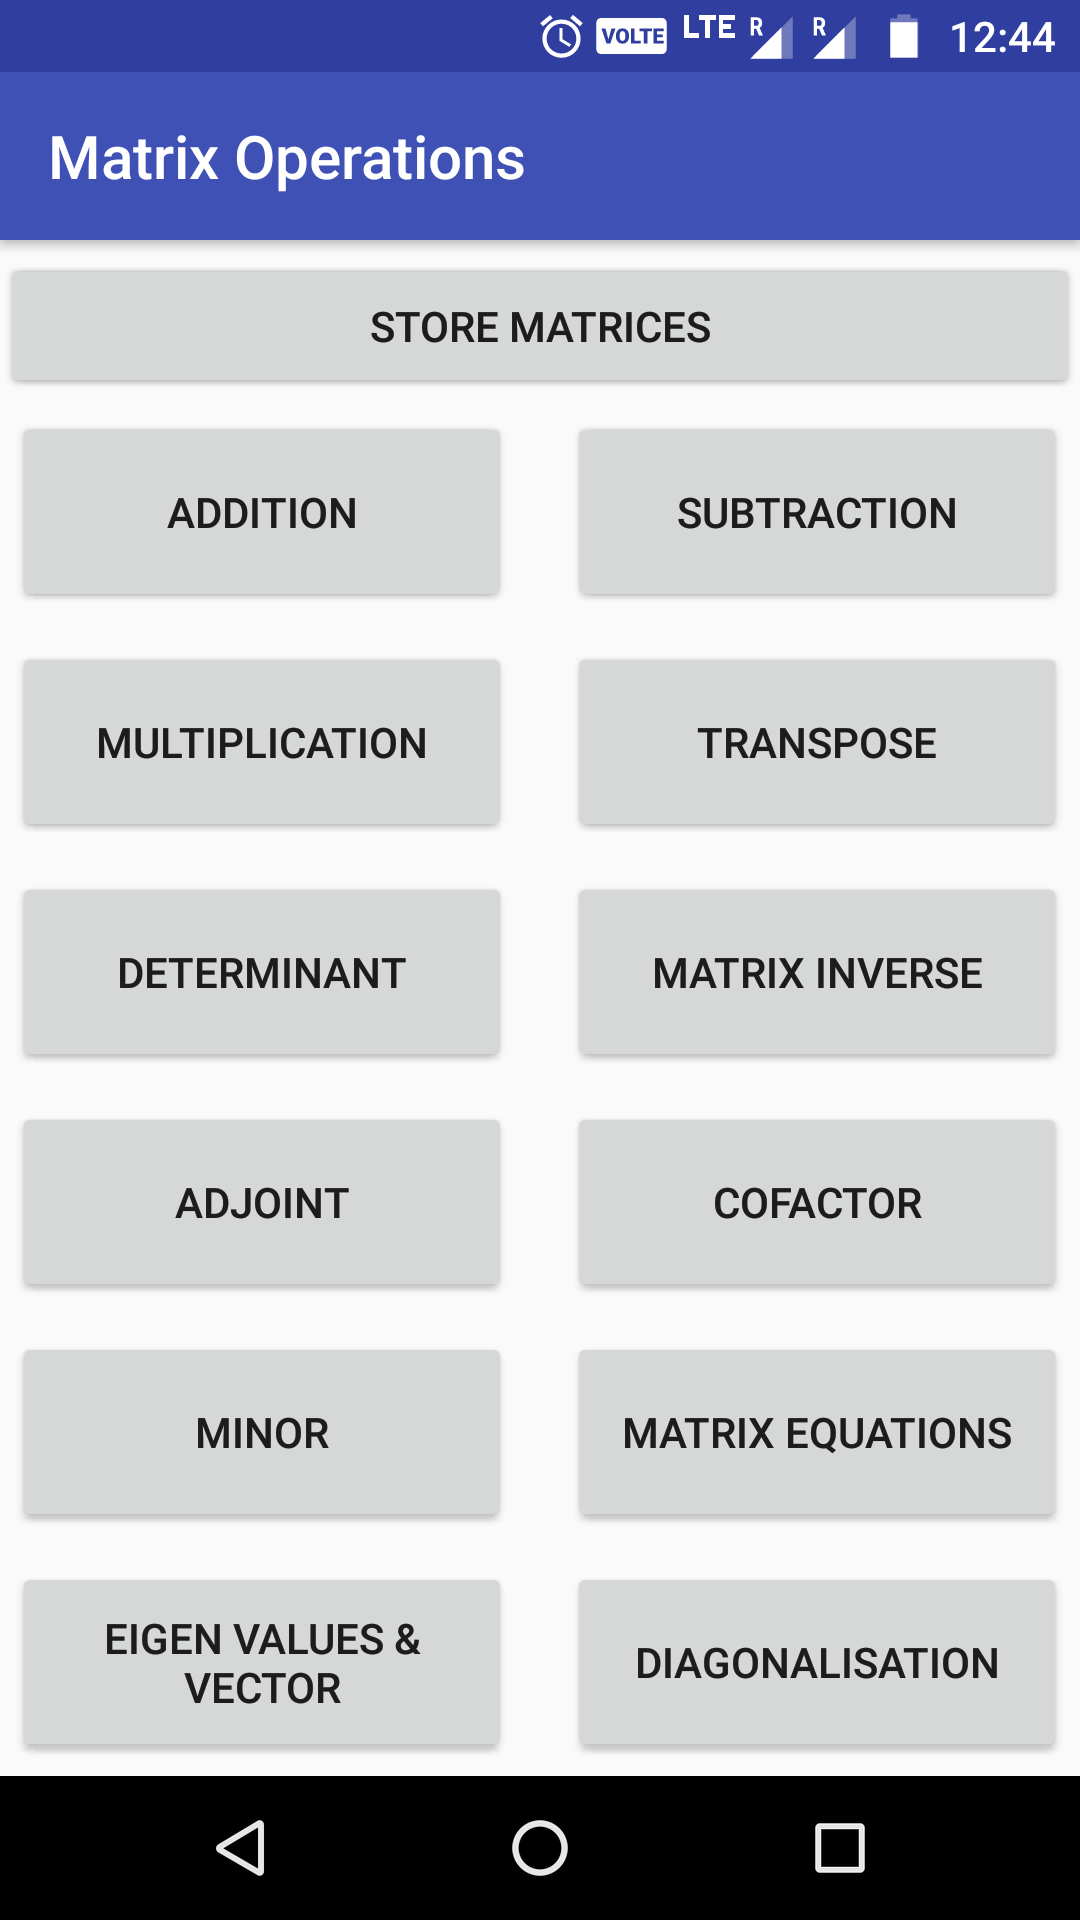 VOLTE LTE R R 12:44
Matrix Operations
STORE MATRICES
ADDITION SUBTRACTION
MULTIPLICATION TRANSPOSE
DETERMINANT MATRIX INVERSE
ADJOINT COFACTOR
MINOR MATRIX EQUATIONS
EIGEN VALUES &
VECTOR
DIAGONALISATION